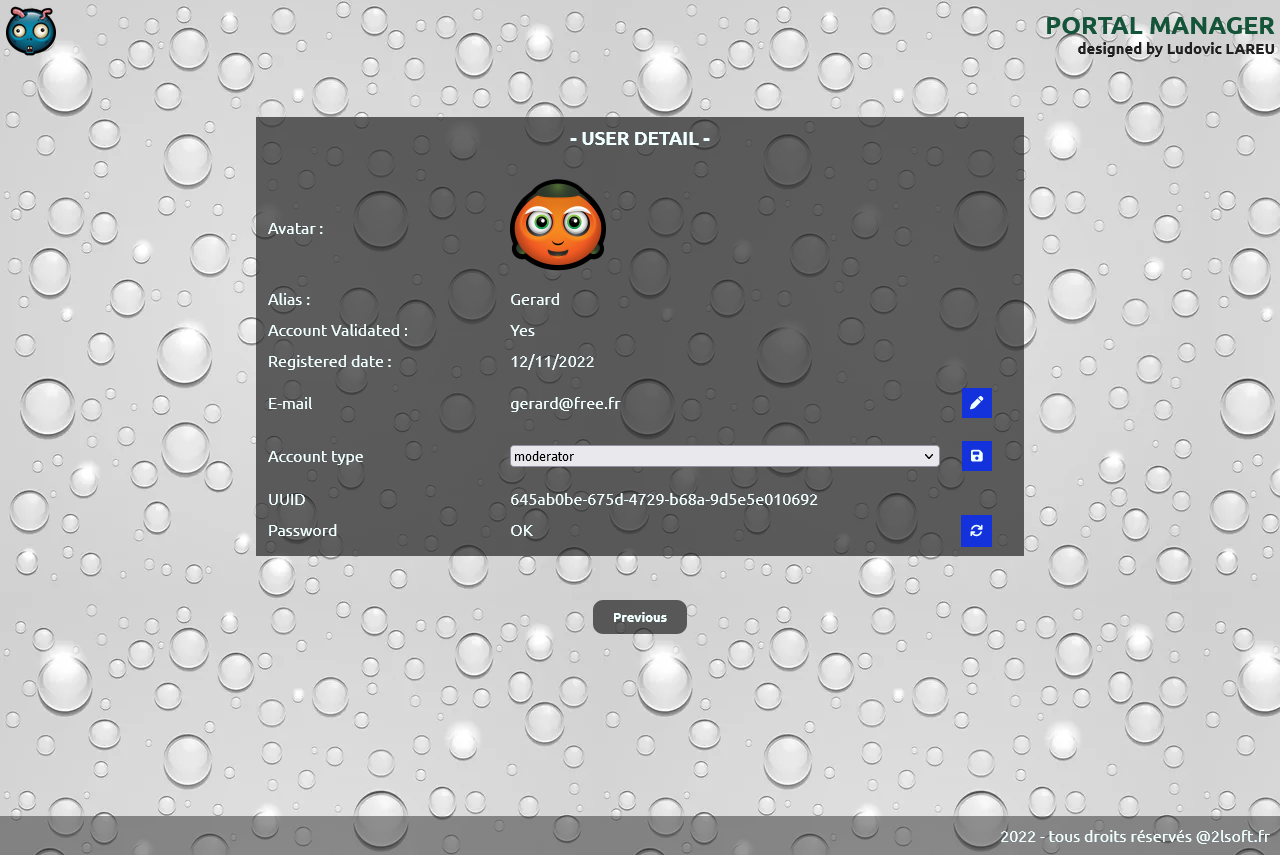 PORTAL MANAGER
designed by Ludovic LAREU
- USER DETAIL -
Avatar :
Alias : Gerard
Account Validated : Yes
Registered date : 12/11/2022
E-mail gerard@free.fr
Account type moderator
UUID 645ab0be-675d-4729-b68a-9d5e5e010692
Password OK
Previous
2022 - tous droits réservés @2lsoft.fr